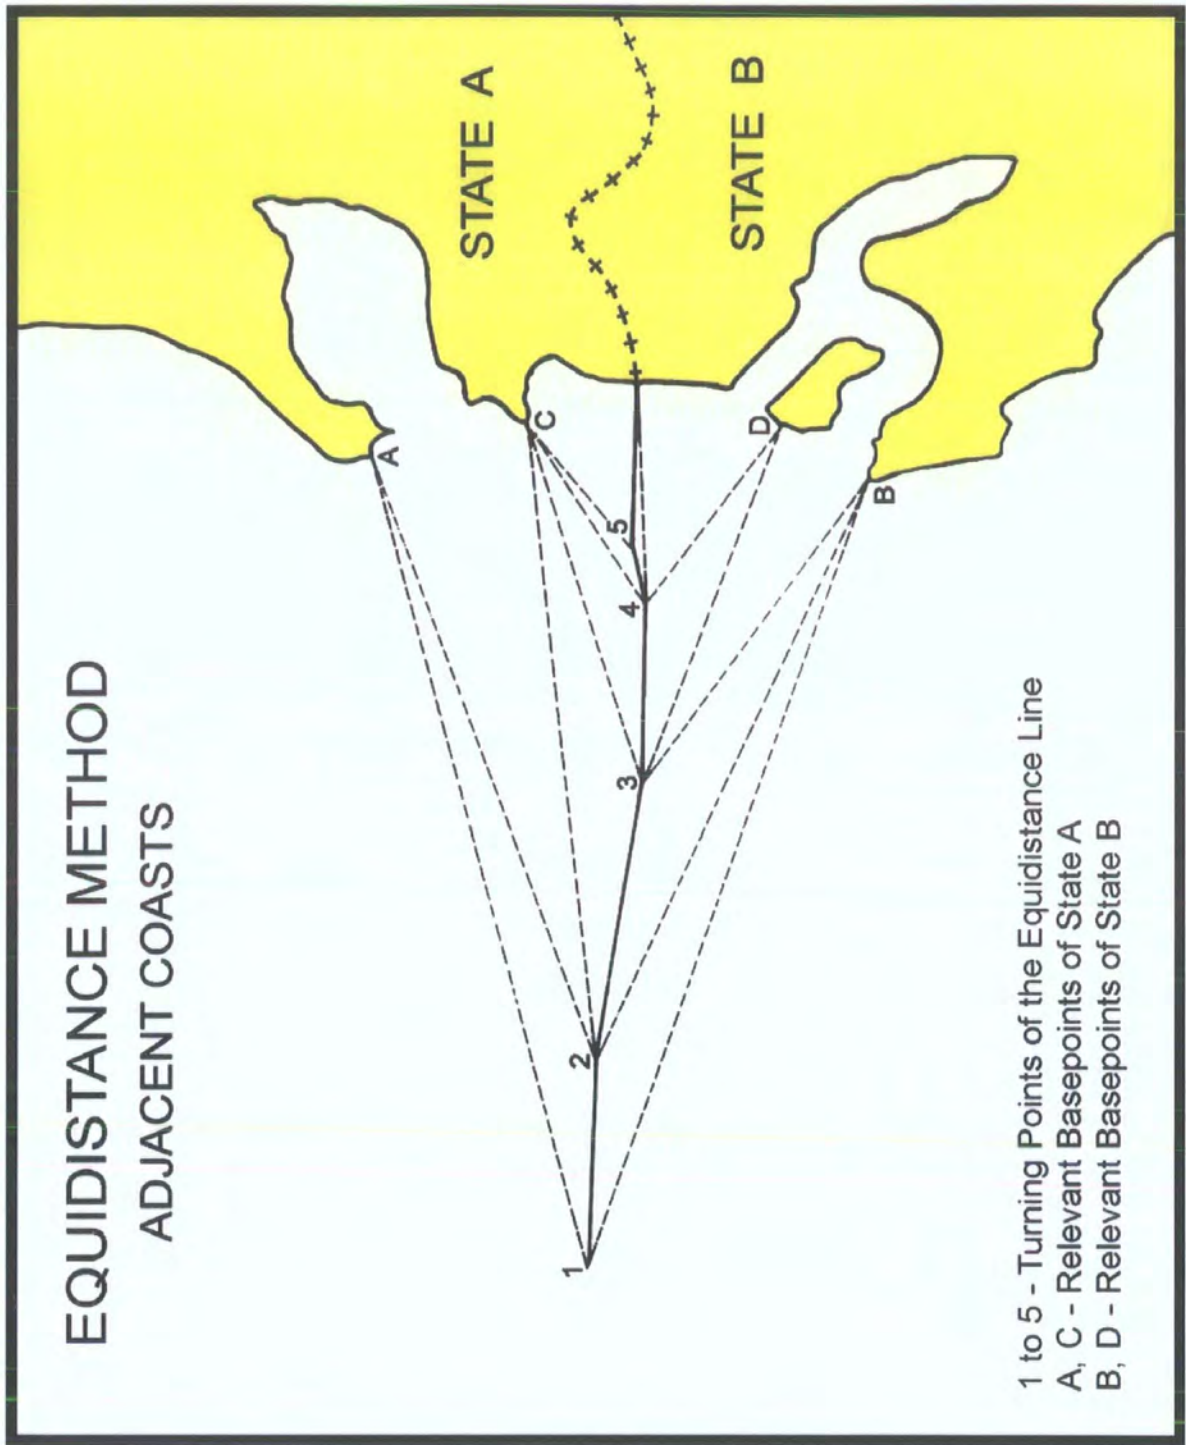 EQUIDISTANCE METHOD
ADJACENT COASTS
STATE A
STATE B
A
C
D
B
1
2
3
4
5
1 to 5 - Turning Points of the Equidistance Line
A, C - Relevant Basepoints of State A
B, D - Relevant Basepoints of State B